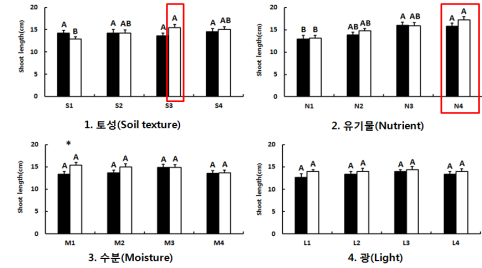 Shoot length(cm)
20
15
10
5
0
A B A AB A A A AB
S1 S2 S3 S4
1. 토성(Soil texture)
Shoot length(cm)
20
15
10
5
0
B B AB AB A A A A
N1 N2 N3 N4
2. 유기물(Nutrient)
Shoot length(cm)
20
15
10
5
0
*
A A A A A A A A
M1 M2 M3 M4
3. 수분(Moisture)
Shoot length(cm)
20
15
10
5
0
A A A A A A A A
L1 L2 L3 L4
4. 광(Light)